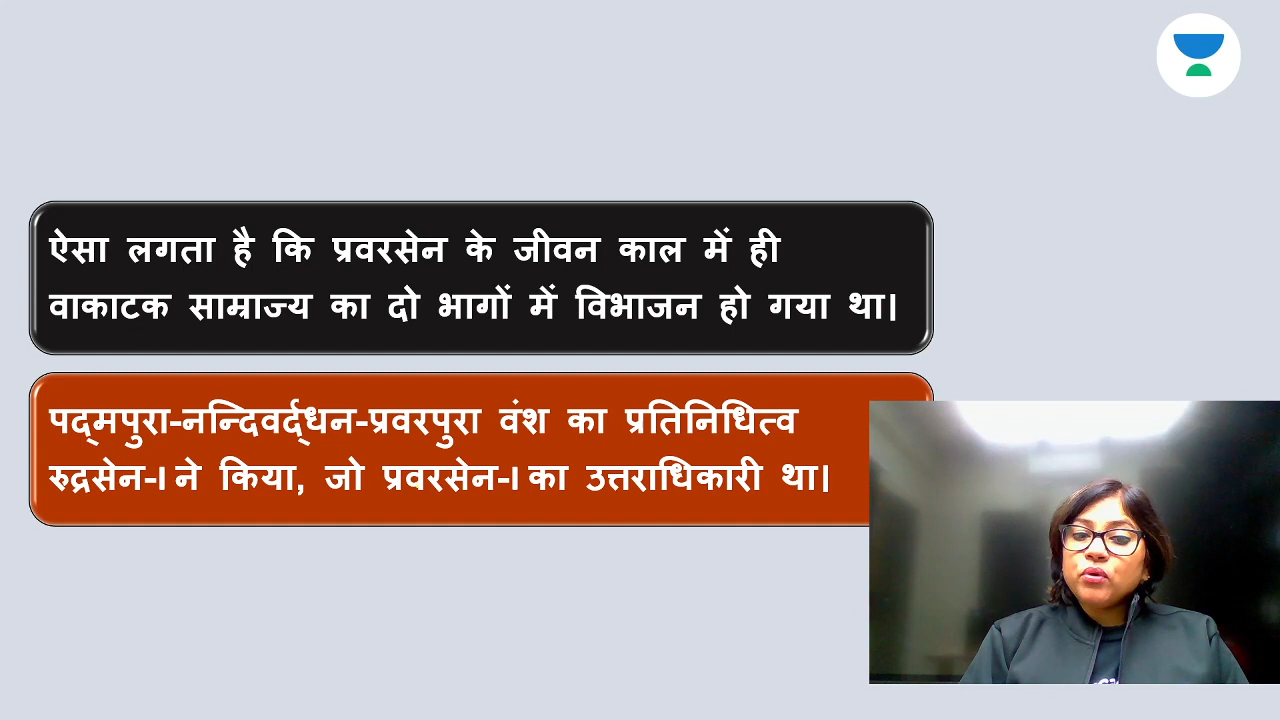 ऐसा लगता है कि प्रवरसेन के जीवन काल में ही
वाकाटक साम्राज्य का दो भागों में विभाजन हो गया था।
पद्मपुरा-नन्दिवर्द्धन-प्रवरपुरा वंश का प्रतिनिधित्व
रुद्रसेन-I ने किया, जो प्रवरसेन-I का उत्तराधिकारी था।